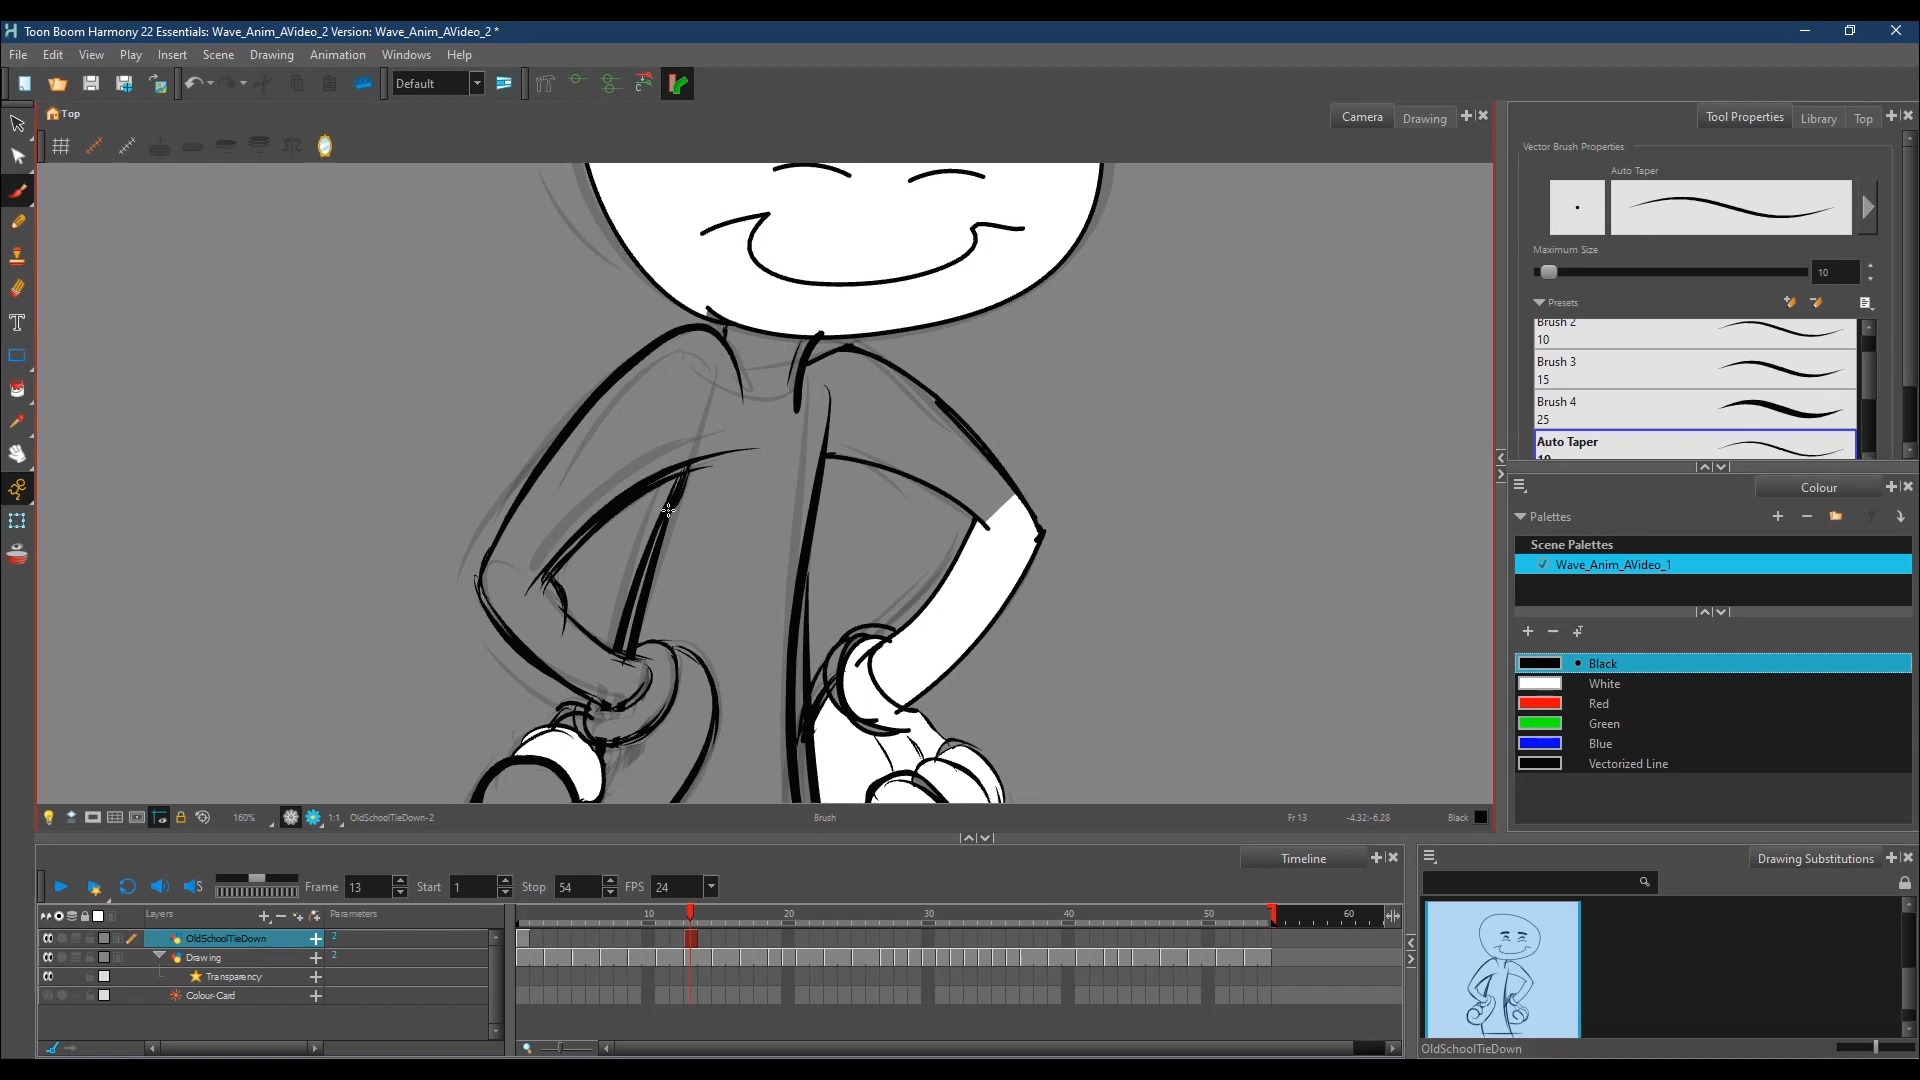 Toon Boom Harmony 22 Essentials: Wave_Anim_AVideo_2 Version: Wave_Anim_AVideo_2 *
File Edit View Play Insert Scene Drawing Animation Windows Help
Default
Top
Camera Drawing
Tool Properties Library Top
Vector Brush Properties
Auto Taper
Maximum Size
10
Presets
Brush 2
10
Brush 3
15
Brush 4
25
Auto Taper
10
Colour
Palettes
Scene Palettes
Wave_Anim_AVideo_1
Black
White
Red
Green
Blue
Vectorized Line
160% 1:1 OldSchoolTieDown-2 Brush Fr 13 -4.32:-6.28 Black
Timeline
Frame 13 Start 1 Stop 54 FPS 24
Layers Parameters 10 20 30 40 50 60
OldSchoolTieDown 2
Drawing 2
Transparency
Colour-Card
Drawing Substitutions
OldSchoolTieDown